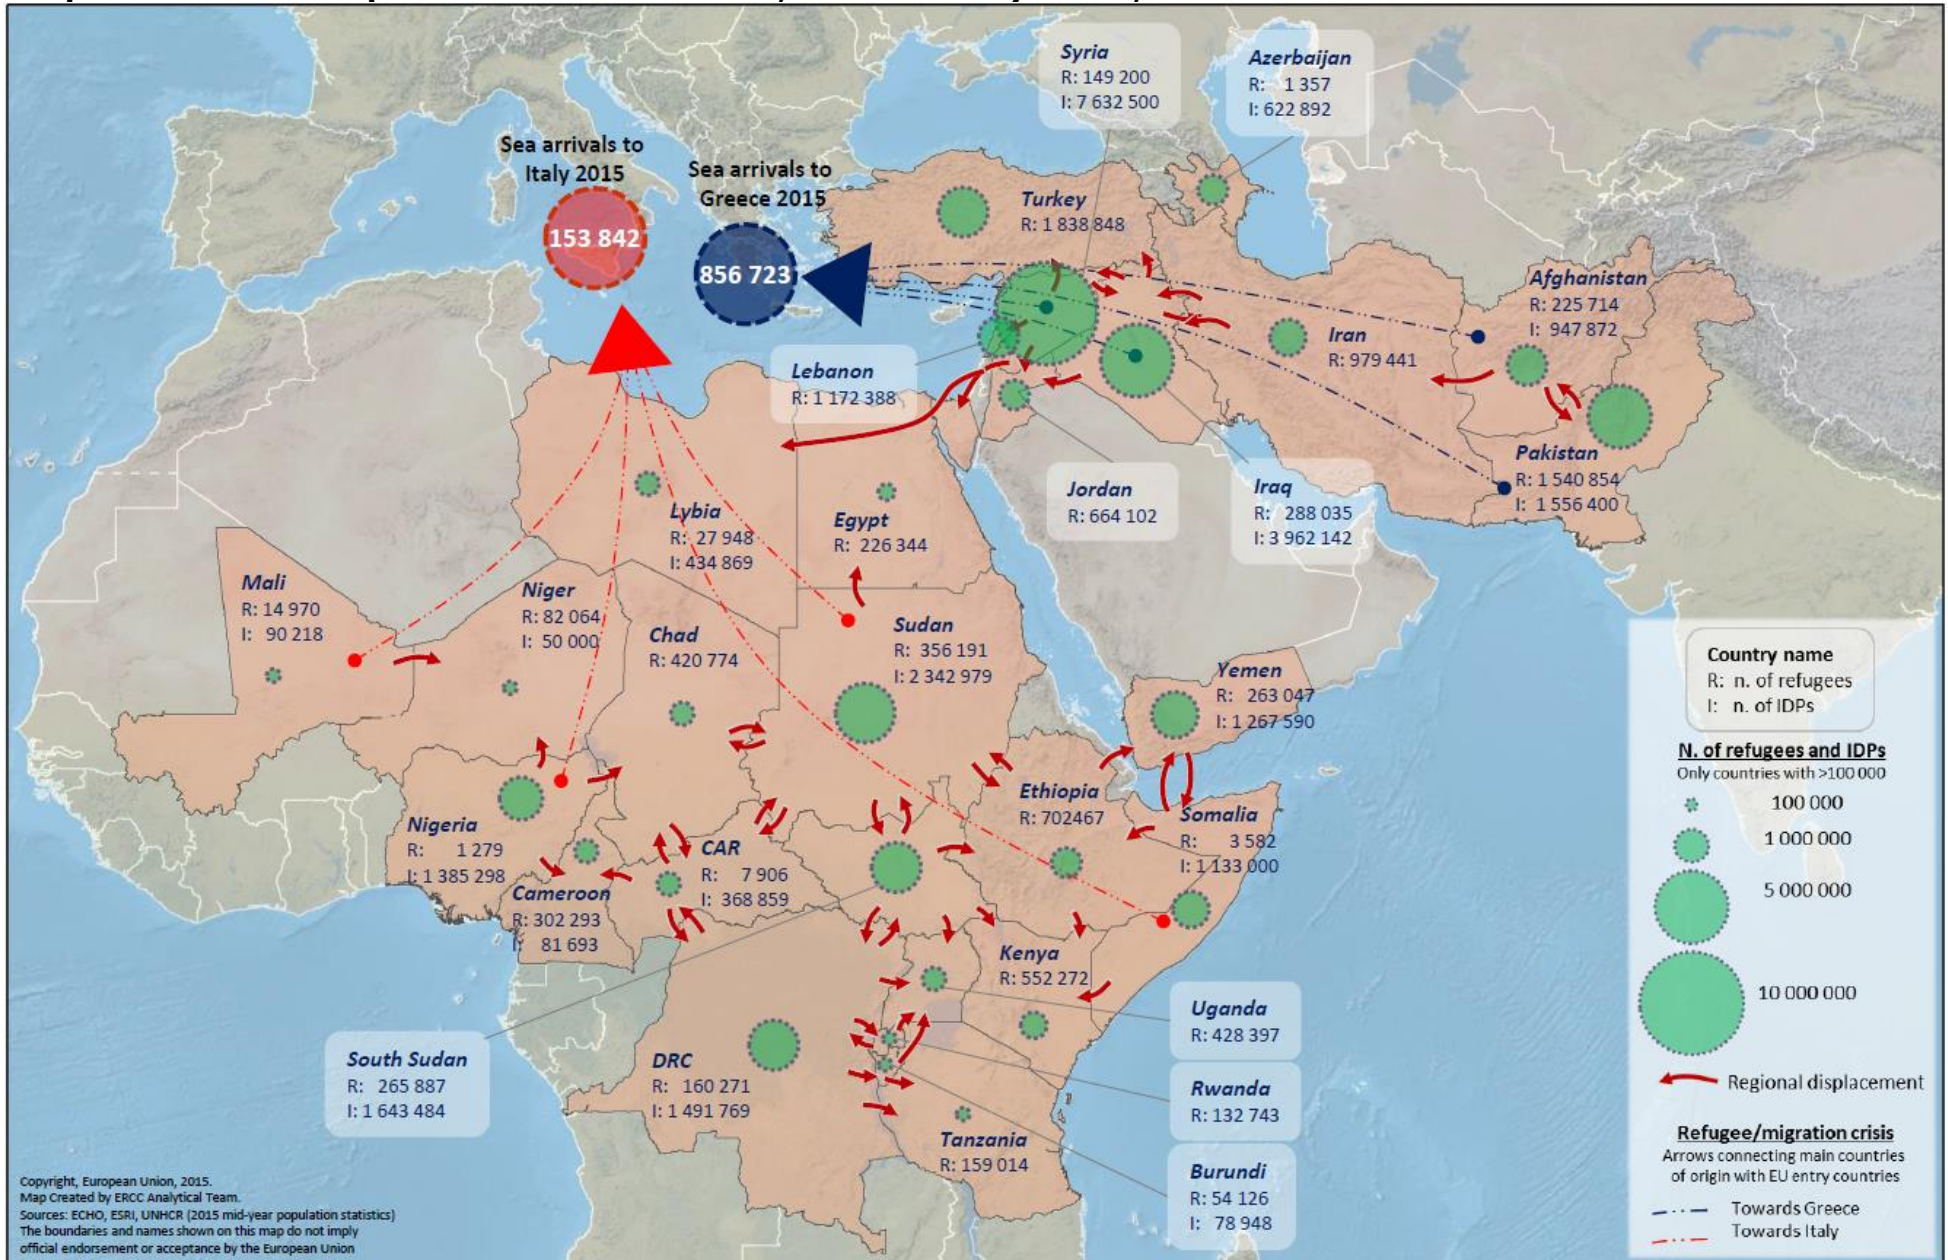 Syria
R: 149 200
I: 7 632 500
Azerbaijan
R: 1 357
I: 622 892
Sea arrivals to
Italy 2015
153 842
Sea arrivals to
Greece 2015
856 723
Turkey
R: 1 838 848
Afghanistan
R: 225 714
I: 947 872
Iran
R: 979 441
Lebanon
R: 1 172 388
Pakistan
R: 1 540 854
I: 1 556 400
Jordan
R: 664 102
Iraq
R: 288 035
I: 3 962 142
Lybia
R: 27 948
I: 434 869
Egypt
R: 226 344
Mali
R: 14 970
I: 90 218
Niger
R: 82 064
I: 50 000
Chad
R: 420 774
Sudan
R: 356 191
I: 2 342 979
Yemen
R: 263 047
I: 1 267 590
Ethiopia
R: 702467
Somalia
R: 3 582
I: 1 133 000
Nigeria
R: 1 279
I: 1 385 298
CAR
R: 7 906
I: 368 859
Cameroon
R: 302 293
I: 81 693
Kenya
R: 552 272
Uganda
R: 428 397
South Sudan
R: 265 887
I: 1 643 484
DRC
R: 160 271
I: 1 491 769
Rwanda
R: 132 743
Tanzania
R: 159 014
Burundi
R: 54 126
I: 78 948
Country name
R: n. of refugees
I: n. of IDPs
N. of refugees and IDPs
Only countries with >100 000
100 000
1 000 000
5 000 000
10 000 000
Regional displacement
Refugee/migration crisis
Arrows connecting main countries
of origin with EU entry countries
Towards Greece
Towards Italy
Copyright, European Union, 2015.
Map Created by ERCC Analytical Team.
Sources: ECHO, ESRI, UNHCR (2015 mid-year population statistics)
The boundaries and names shown on this map do not imply
official endorsement or acceptance by the European Union